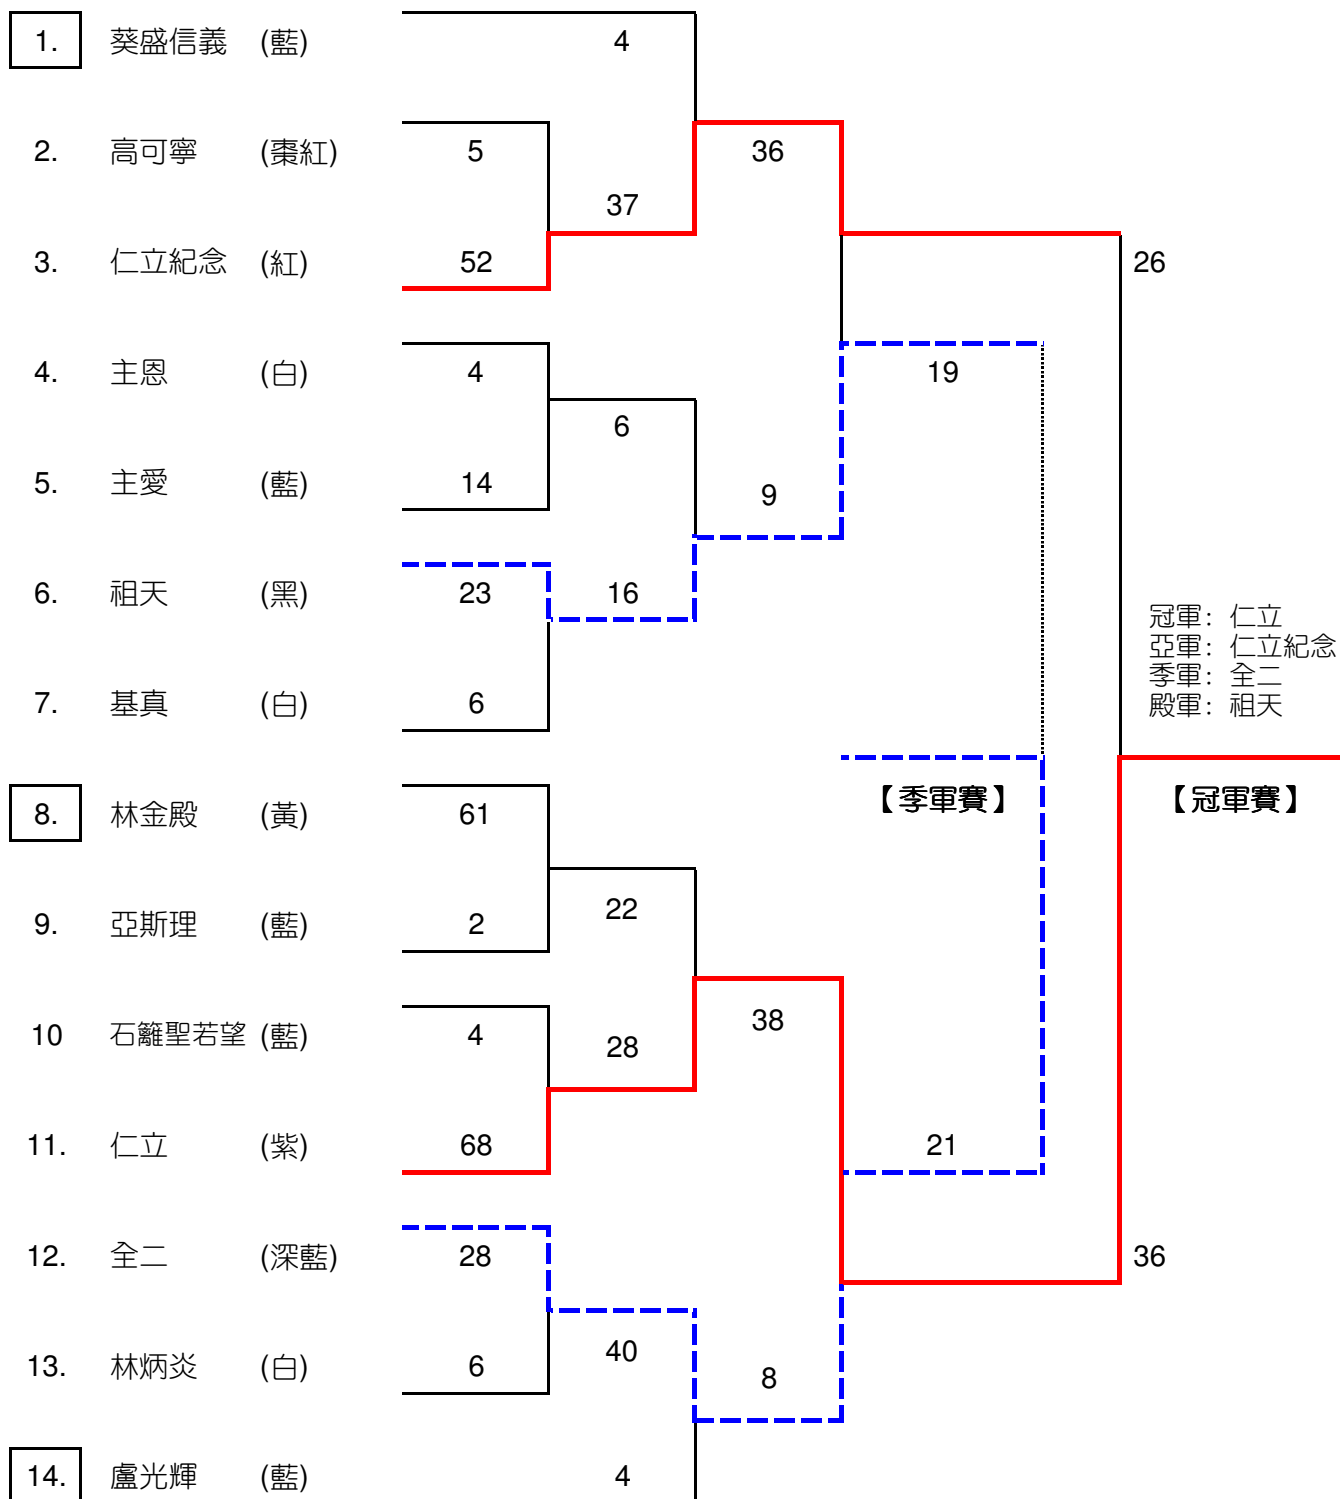 1. 葵盛信義 (藍) 4
2. 高可寧 (棗紅) 5 36
37
3. 仁立紀念 (紅) 52 26
4. 主恩 (白) 4 19
6
5. 主愛 (藍) 14 9
6. 祖天 (黑) 23 16
冠軍: 仁立
亞軍: 仁立紀念
季軍: 全二
殿軍: 祖天
7. 基真 (白) 6
【季軍賽】 【冠軍賽】
8. 林金殿 (黃) 61
9. 亞斯理 (藍) 2 22
10 石籬聖若望 (藍) 4 28 38
11. 仁立 (紫) 68 21
12. 全二 (深藍) 28 36
13. 林炳炎 (白) 6 40 8
14. 盧光輝 (藍) 4